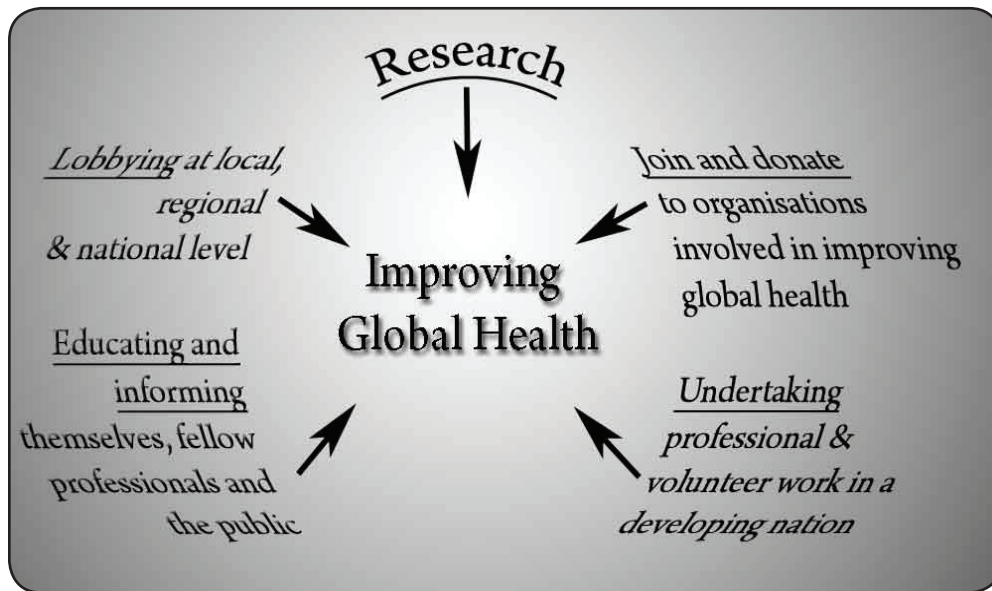 Research
Lobbying at local,
regional
& national level
Join and donate
to organisations
involved in improving
global health
Improving
Global Health
Educating and
informing
themselves, fellow
professionals and
the public
Undertaking
professional &
volunteer work in a
developing nation